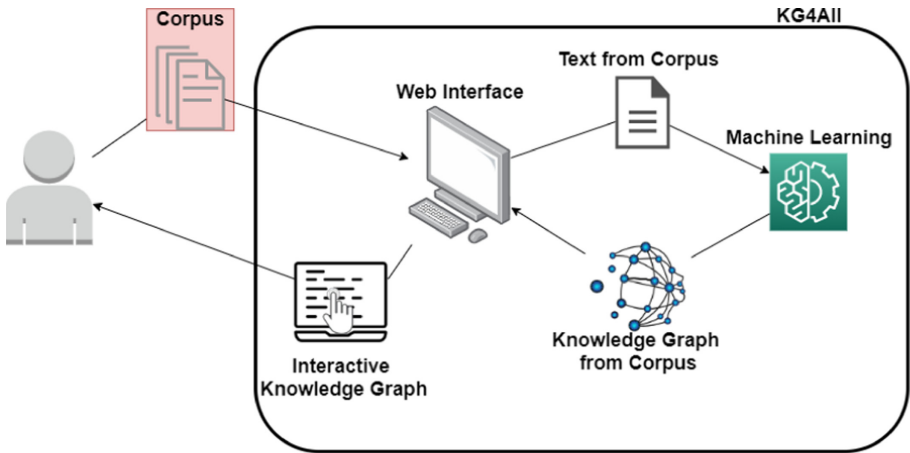 Corpus
KG4All
Text from Corpus
Web Interface
Machine Learning
Knowledge Graph
from Corpus
Interactive
Knowledge Graph